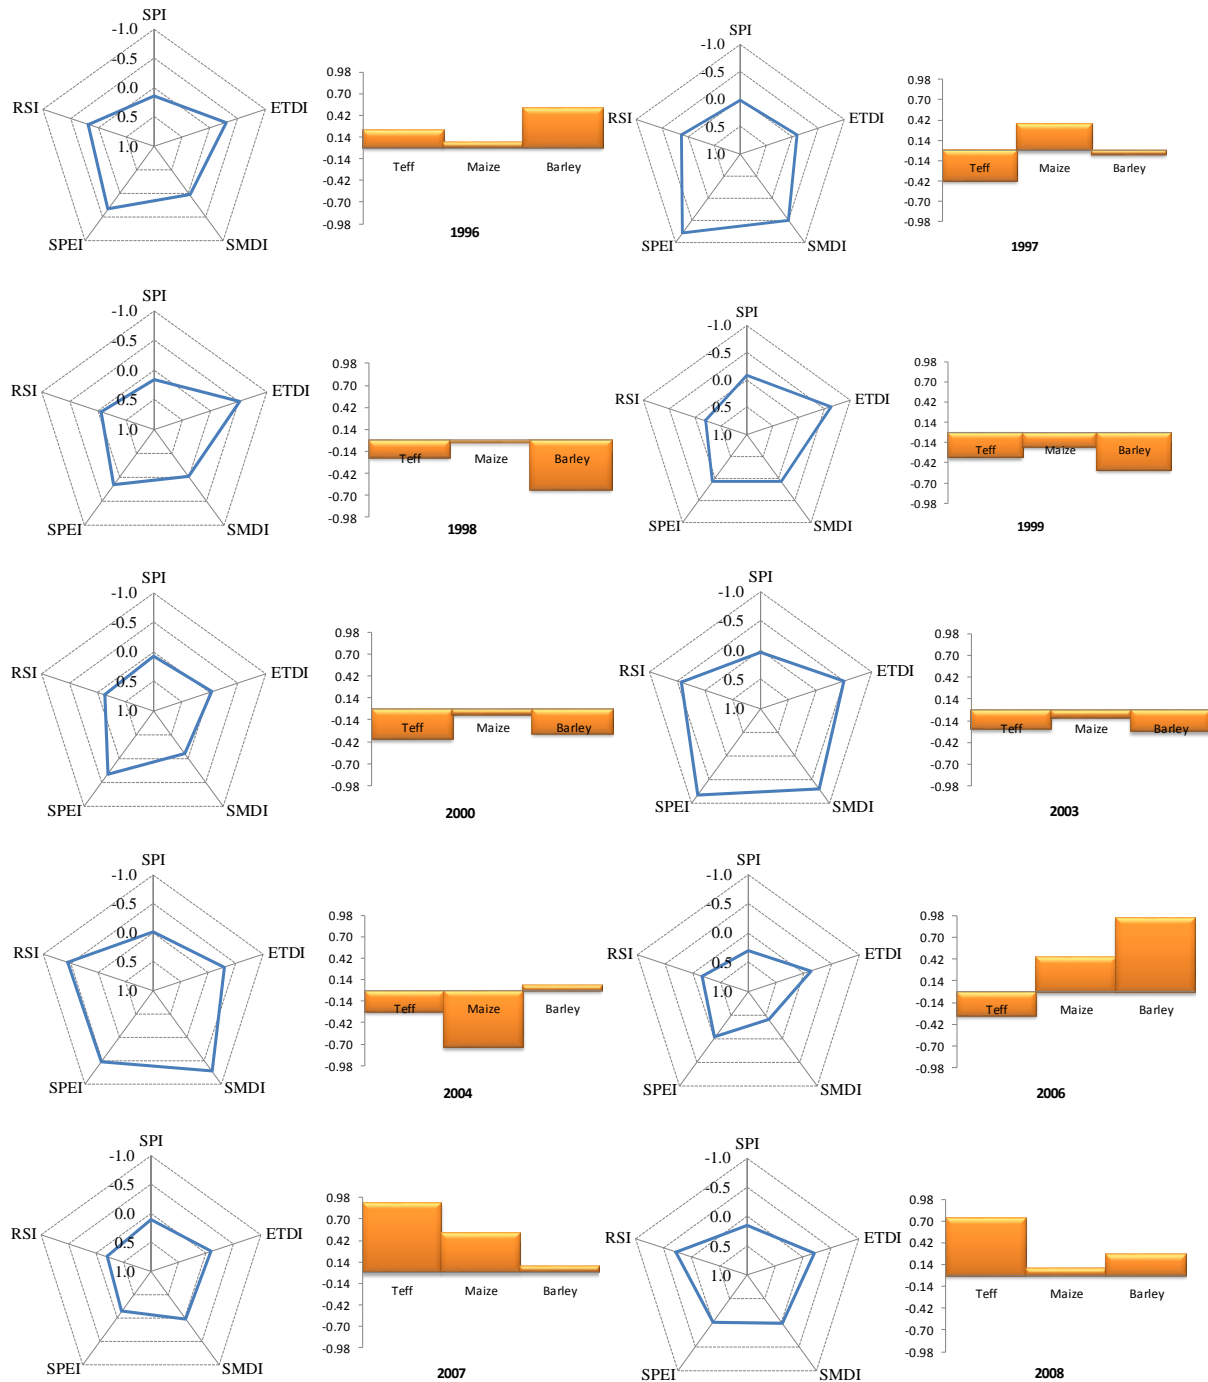 SPI
-1.0
-0.5
0.0
0.5
1.0
RSI
ETDI
SPEI
SMDI
0.98
0.70
0.42
0.14
-0.14
-0.42
-0.70
-0.98
Teff Maize Barley
1996
SPI
-1.0
-0.5
0.0
0.5
1.0
RSI
ETDI
SPEI
SMDI
0.98
0.70
0.42
0.14
-0.14
-0.42
-0.70
-0.98
Teff Maize Barley
1997
SPI
-1.0
-0.5
0.0
0.5
1.0
RSI
ETDI
SPEI
SMDI
0.98
0.70
0.42
0.14
-0.14
-0.42
-0.70
-0.98
Teff Maize Barley
1998
SPI
-1.0
-0.5
0.0
0.5
1.0
RSI
ETDI
SPEI
SMDI
0.98
0.70
0.42
0.14
-0.14
-0.42
-0.70
-0.98
Teff Maize Barley
1999
SPI
-1.0
-0.5
0.0
0.5
1.0
RSI
ETDI
SPEI
SMDI
0.98
0.70
0.42
0.14
-0.14
-0.42
-0.70
-0.98
Teff Maize Barley
2000
SPI
-1.0
-0.5
0.0
0.5
1.0
RSI
ETDI
SPEI
SMDI
0.98
0.70
0.42
0.14
-0.14
-0.42
-0.70
-0.98
Teff Maize Barley
2003
SPI
-1.0
-0.5
0.0
0.5
1.0
RSI
ETDI
SPEI
SMDI
0.98
0.70
0.42
0.14
-0.14
-0.42
-0.70
-0.98
Teff Maize Barley
2004
SPI
-1.0
-0.5
0.0
0.5
1.0
RSI
ETDI
SPEI
SMDI
0.98
0.70
0.42
0.14
-0.14
-0.42
-0.70
-0.98
Teff Maize Barley
2006
SPI
-1.0
-0.5
0.0
0.5
1.0
RSI
ETDI
SPEI
SMDI
0.98
0.70
0.42
0.14
-0.14
-0.42
-0.70
-0.98
Teff Maize Barley
2007
SPI
-1.0
-0.5
0.0
0.5
1.0
RSI
ETDI
SPEI
SMDI
0.98
0.70
0.42
0.14
-0.14
-0.42
-0.70
-0.98
Teff Maize Barley
2008